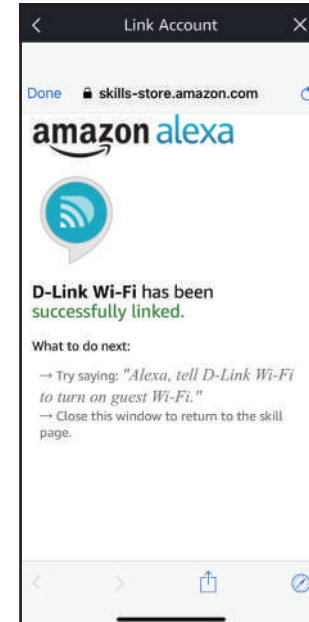 Link Account
Done skills-store.amazon.com
amazon alexa
D-Link Wi-Fi has been
successfully linked.
What to do next:
→ Try saying: "Alexa, tell D-Link Wi-Fi
to turn on guest Wi-Fi."
→ Close this window to return to the skill
page.